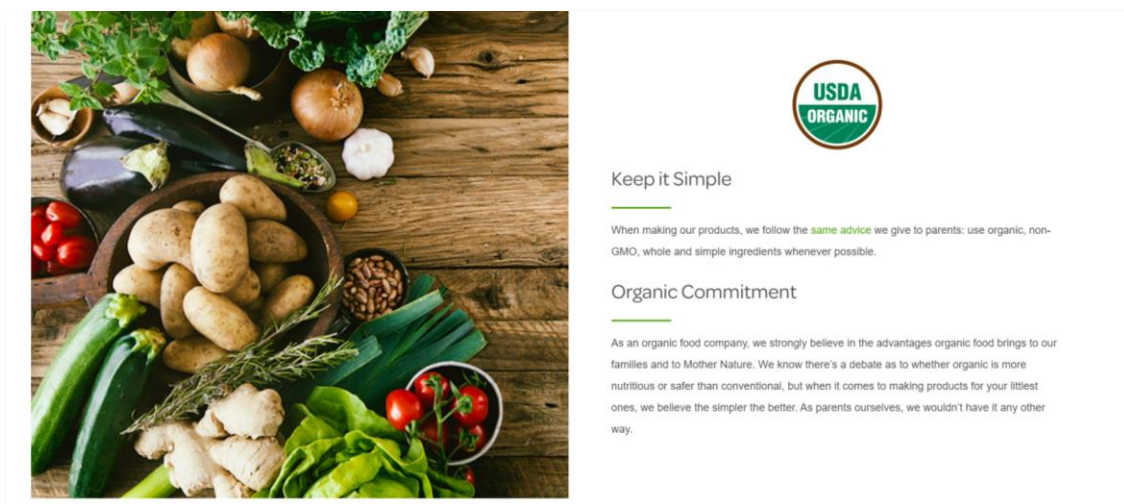 USDA
ORGANIC
Keep it Simple
When making our products, we follow the same advice we give to parents: use organic, non-
GMO, whole and simple ingredients whenever possible.
Organic Commitment
As an organic food company, we strongly believe in the advantages organic food brings to our
families and to Mother Nature. We know there's a debate as to whether organic is more
nutritious or safer than conventional, but when it comes to making products for your littlest
ones, we believe the simpler the better. As parents ourselves, we wouldn't have it any other
way.